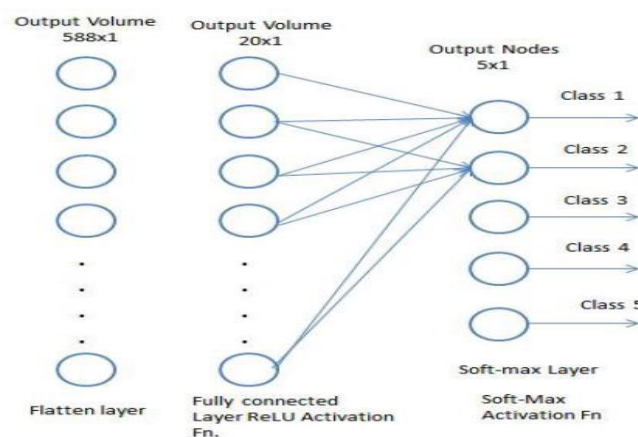 Output Volume
588x1
Output Volume
20x1
Output Nodes
5x1
Class 1
Class 2
Class 3
Class 4
Class 5
Flatten layer
Fully connected
Layer ReLU Activation
Fn.
Soft-max Layer
Soft-Max
Activation Fn